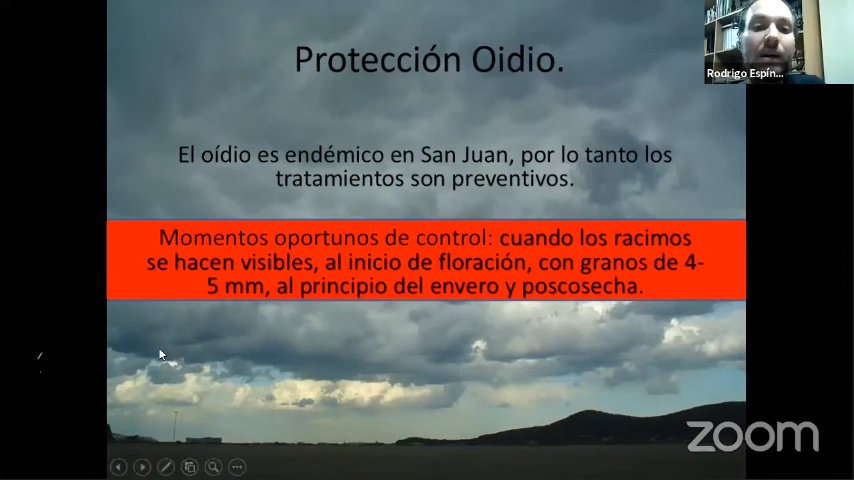 Protección Oidio.
Rodrigo Espín...
El oídio es endémico en San Juan, por lo tanto los
tratamientos son preventivos.
Momentos oportunos de control: cuando los racimos
se hacen visibles, al inicio de floración, con granos de 4-
5 mm, al principio del envero y poscosecha.
zoom